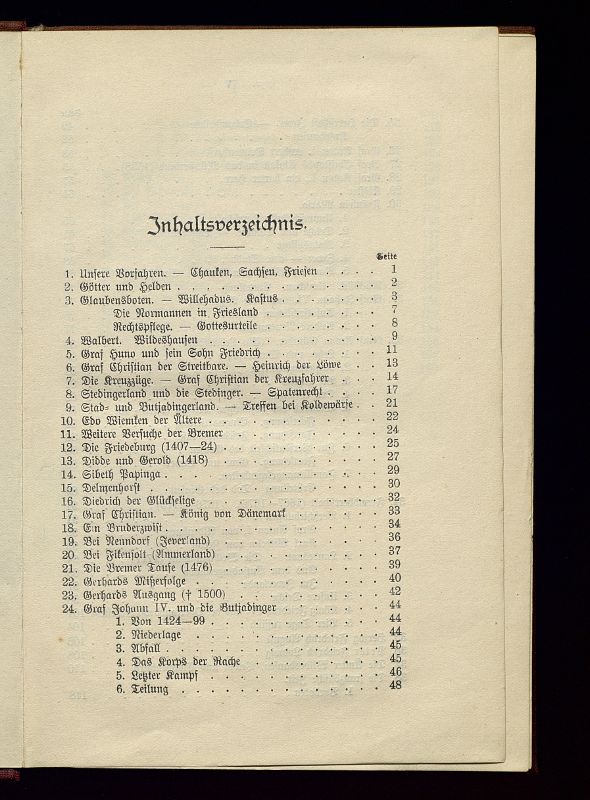 Inhaltsverzeichnis.
Seite
1. Unsere Vorfahren. — Chauken, Sachsen, Friesen . . . . 1
2. Götter und Helden . . . . . . . . . . . . . . 2
3. Glaubensboten. — Willehadus. Kastus . . . . . . . 3
Die Normannen in Friesland . . . . . . . . 7
Rechtspflege. — Gottesurteile . . . . . . . . 8
4. Walbert. Wildeshausen . . . . . . . . . . . . 9
5. Graf Huno und sein Sohn Friedrich . . . . . . . . 11
6. Graf Christian der Streitbare. — Heinrich der Löwe . . 13
7. Die Kreuzzüge. — Graf Christian der Kreuzfahrer . . . 14
8. Stedingerland und die Stedinger. — Spatenrecht . . . . 17
9. Stad- und Butjadingerland. — Treffen bei Koldewärfe . . 21
10. Edo Wiemken der Ältere . . . . . . . . . . . . 22
11. Weitere Versuche der Bremer . . . . . . . . . . 24
12. Die Friedeburg (1407—24) . . . . . . . . . . . 25
13. Didde und Gerold (1418) . . . . . . . . . . . 27
14. Sibeth Papinga . . . . . . . . . . . . . . . 29
15. Delmenhorst . . . . . . . . . . . . . . . . 30
16. Diedrich der Glückselige . . . . . . . . . . . . 32
17. Graf Christian. — König von Dänemark . . . . . . 33
18. Ein Bruderzwist . . . . . . . . . . . . . . . 34
19. Bei Nenndorf (Jeverland) . . . . . . . . . . . 36
20. Bei Fikensolt (Ammerland) . . . . . . . . . . . 37
21. Die Bremer Taufe (1476) . . . . . . . . . . . 39
22. Gerhards Mißerfolge . . . . . . . . . . . . . 40
23. Gerhards Ausgang († 1500) . . . . . . . . . . . 42
24. Graf Johann IV. und die Butjadinger . . . . . . . 44
1. Von 1424—99 . . . . . . . . . . . . 44
2. Niederlage . . . . . . . . . . . . . 44
3. Abfall . . . . . . . . . . . . . . . 45
4. Das Korps der Rache . . . . . . . . . 45
5. Letzter Kampf . . . . . . . . . . . . 46
6. Teilung . . . . . . . . . . . . . . 48